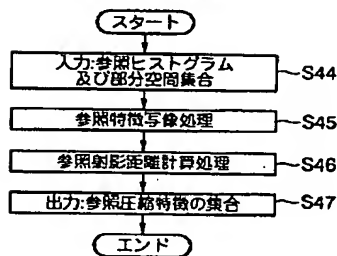 スタート
入力:参照ヒストグラム
及び部分空間集合
S44
参照特徴写像処理
S45
参照射影距離計算処理
S46
出力:参照圧縮特徴の集合
S47
エンド